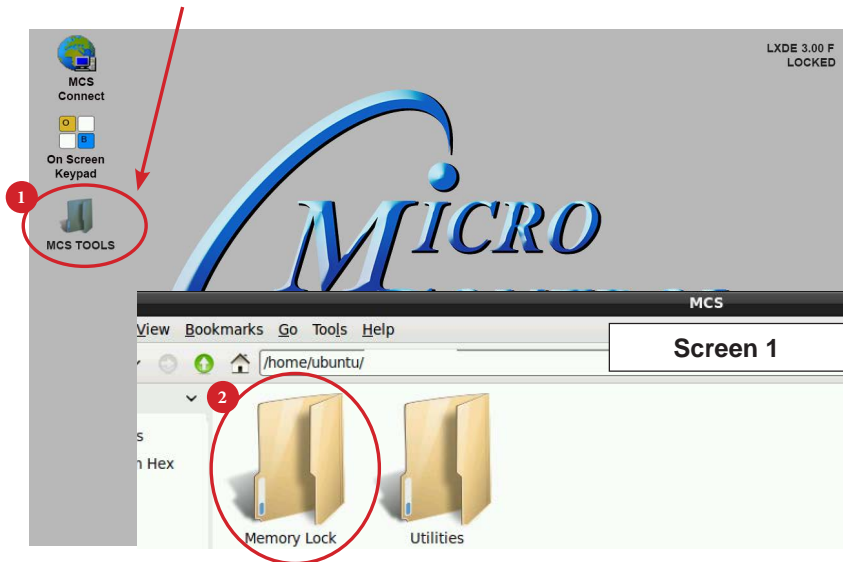 LXDE 3.00 F
LOCKED
MCS
Connect
O
B
On Screen
Keypad
1
MCS TOOLS
MICRO
MCS
View Bookmarks Go Tools Help
Screen 1
/home/ubuntu/
2
s
n Hex
Memory Lock
Utilities